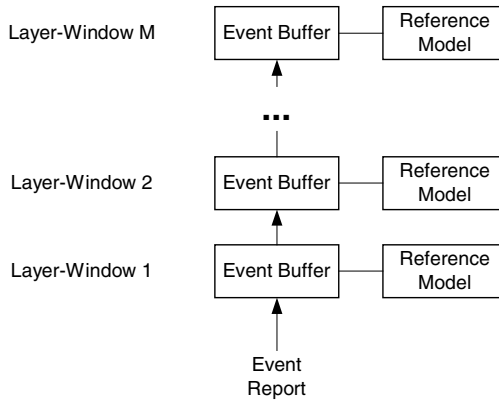 Layer-Window M
Event Buffer
Reference
Model
...
Layer-Window 2
Event Buffer
Reference
Model
Layer-Window 1
Event Buffer
Reference
Model
Event
Report